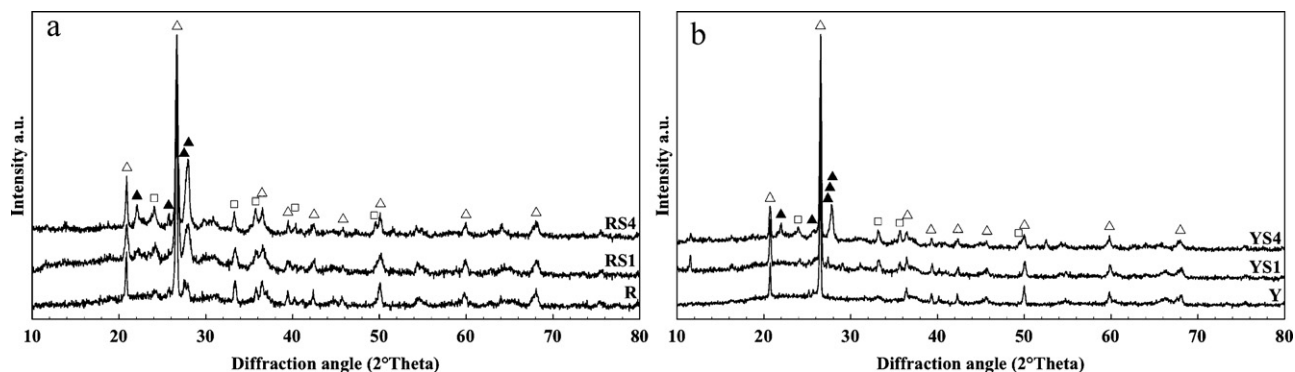 a
Intensity a.u.
RS4
RS1
R
10 20 30 40 50 60 70 80
Diffraction angle (2°Theta)
b
Intensity a.u.
YS4
YS1
Y
10 20 30 40 50 60 70 80
Diffraction angle (2°Theta)